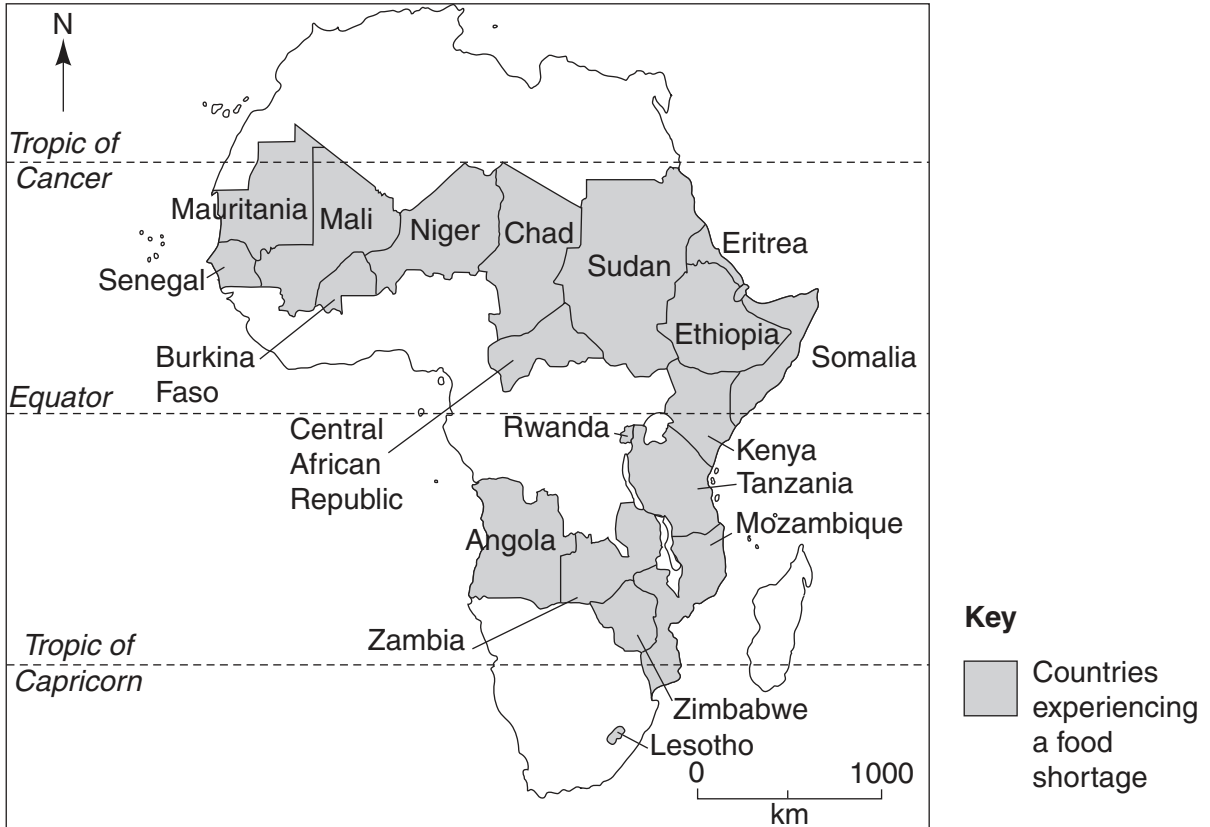 N
Tropic of
Cancer
Mauritania
Mali
Niger
Chad
Sudan
Eritrea
Senegal
Ethiopia
Somalia
Burkina
Faso
Equator
Central
African
Republic
Rwanda
Kenya
Tanzania
Mozambique
Angola
Zambia
Tropic of
Capricorn
Zimbabwe
Lesotho
0 1000
km
Key
Countries
experiencing
a food
shortage